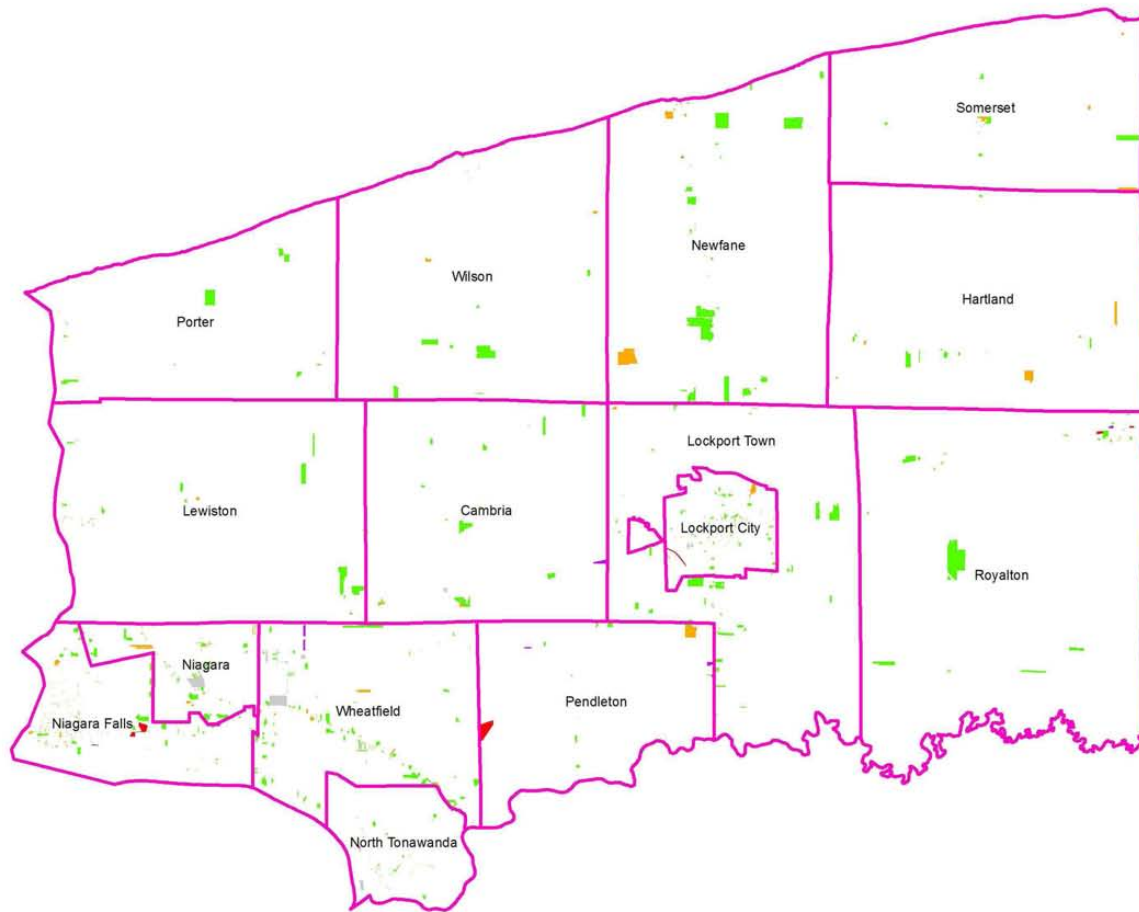 Somerset
Newfane
Wilson
Hartland
Porter
Lockport Town
Lewiston
Cambria
Lockport City
Royalton
Niagara
Pendleton
Wheatfield
Niagara Falls
North Tonawanda